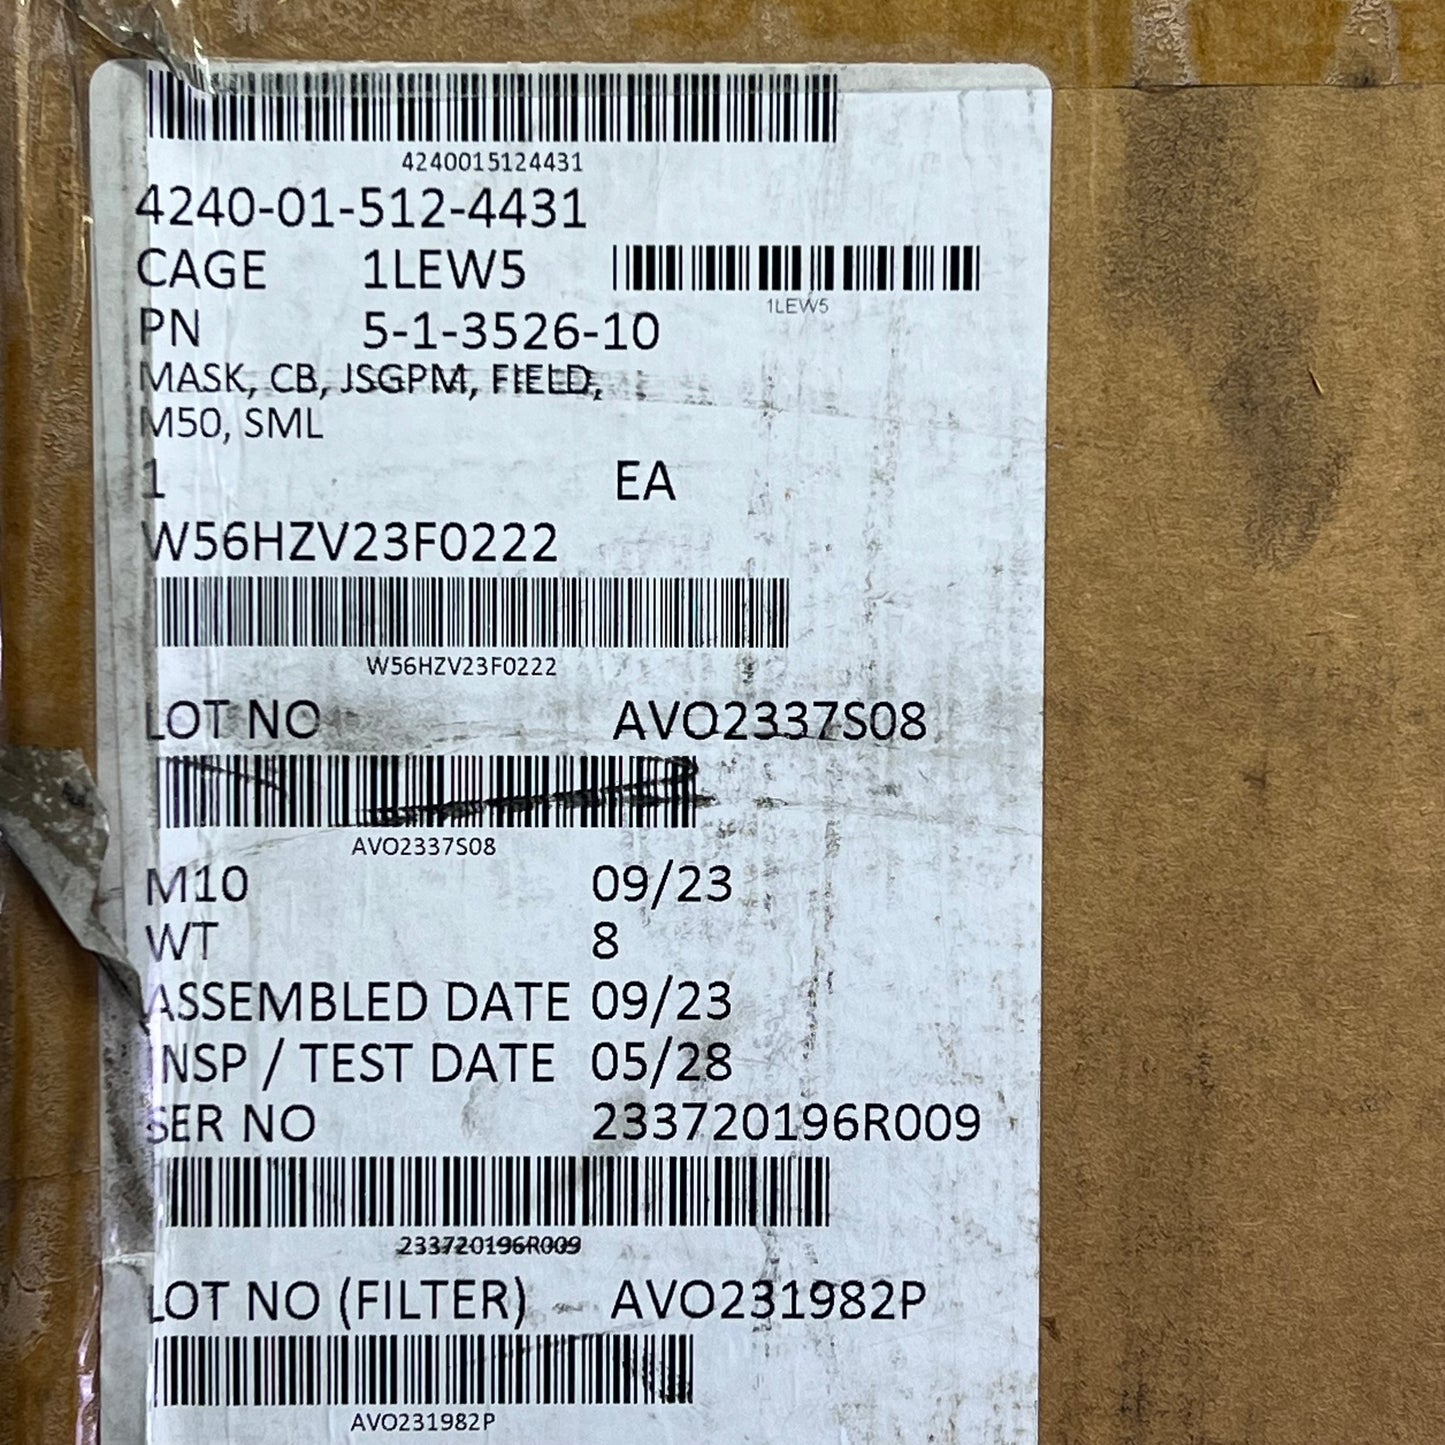 4240015124431
4240-01-512-4431
CAGE 1LEW5
1LEW5
PN 5-1-3526-10
MASK, CB, JSGPM, FIELD,
M50, SML
1 EA
W56HZV23F0222
W56HZV23F0222
LOT NO AVO2337S08
AVO2337S08
M10 09/23
WT 8
ASSEMBLED DATE 09/23
INSP / TEST DATE 05/28
SER NO 233720196R009
233720196R009
LOT NO (FILTER) AVO231982P
AVO231982P